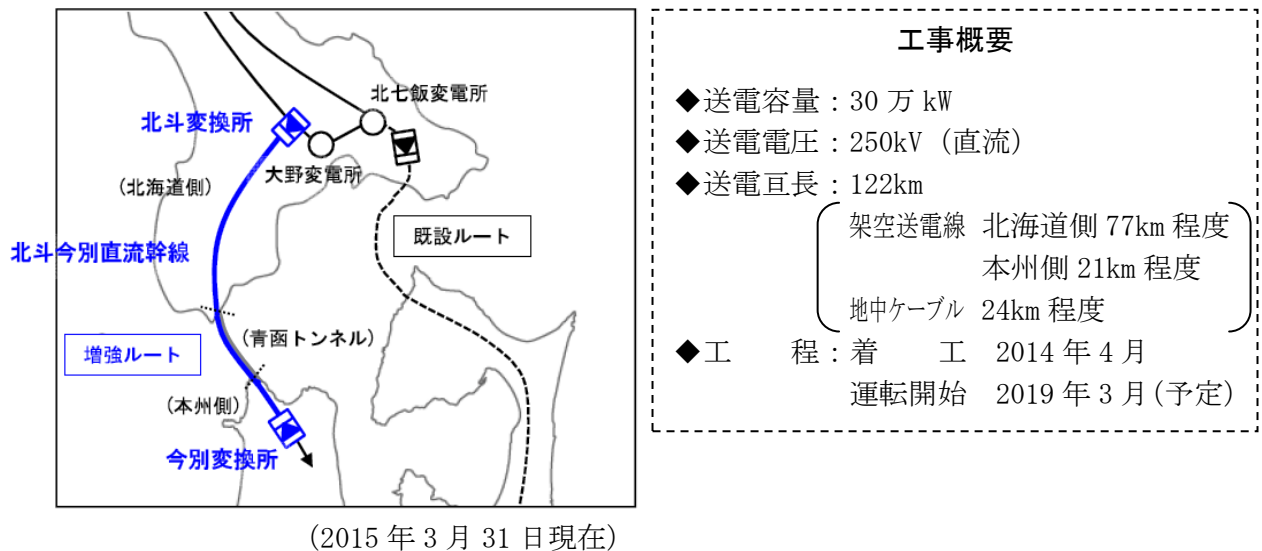 北七飯変電所
北斗変換所
大野変電所
(北海道側)
既設ルート
北斗今別直流幹線
(青函トンネル)
増強ルート
(本州側)
今別変換所
(2015年3月31日現在)
工事概要
◆送電容量：30万kW
◆送電電圧：250kV（直流）
◆送電亘長：122km
架空送電線 北海道側77km程度
本州側21km程度
地中ケーブル 24km程度
◆工　　程：着　　工　2014年4月
運転開始　2019年3月(予定)